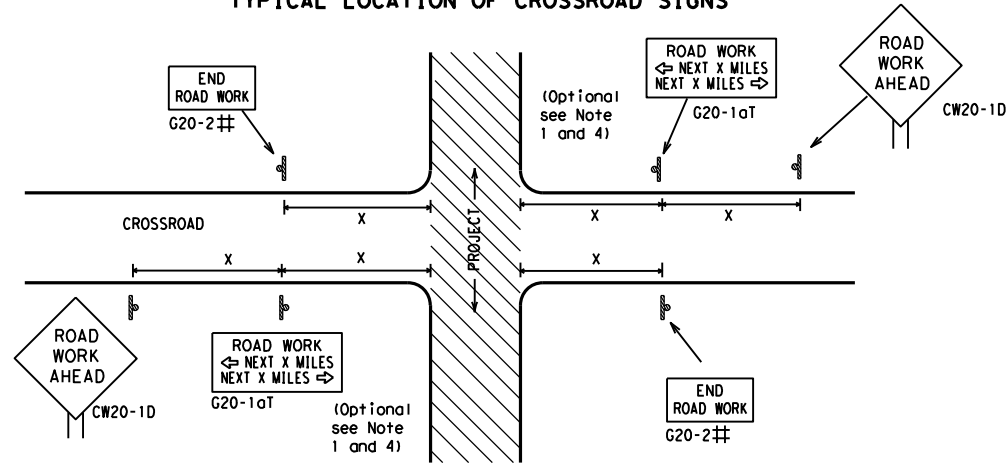 TYPICAL LOCATION OF CROSSROAD SIGNS
ROAD
WORK
AHEAD
CW20-1D
ROAD WORK
⇦ NEXT X MILES
NEXT X MILES ⇨
G20-1aT
(Optional
see Note
1 and 4)
END
ROAD WORK
G20-2#
X
X
X
CROSSROAD
PROJECT
X
X
X
ROAD
WORK
AHEAD
CW20-1D
ROAD WORK
⇦ NEXT X MILES
NEXT X MILES ⇨
G20-1aT
(Optional
see Note
1 and 4)
END
ROAD WORK
G20-2#